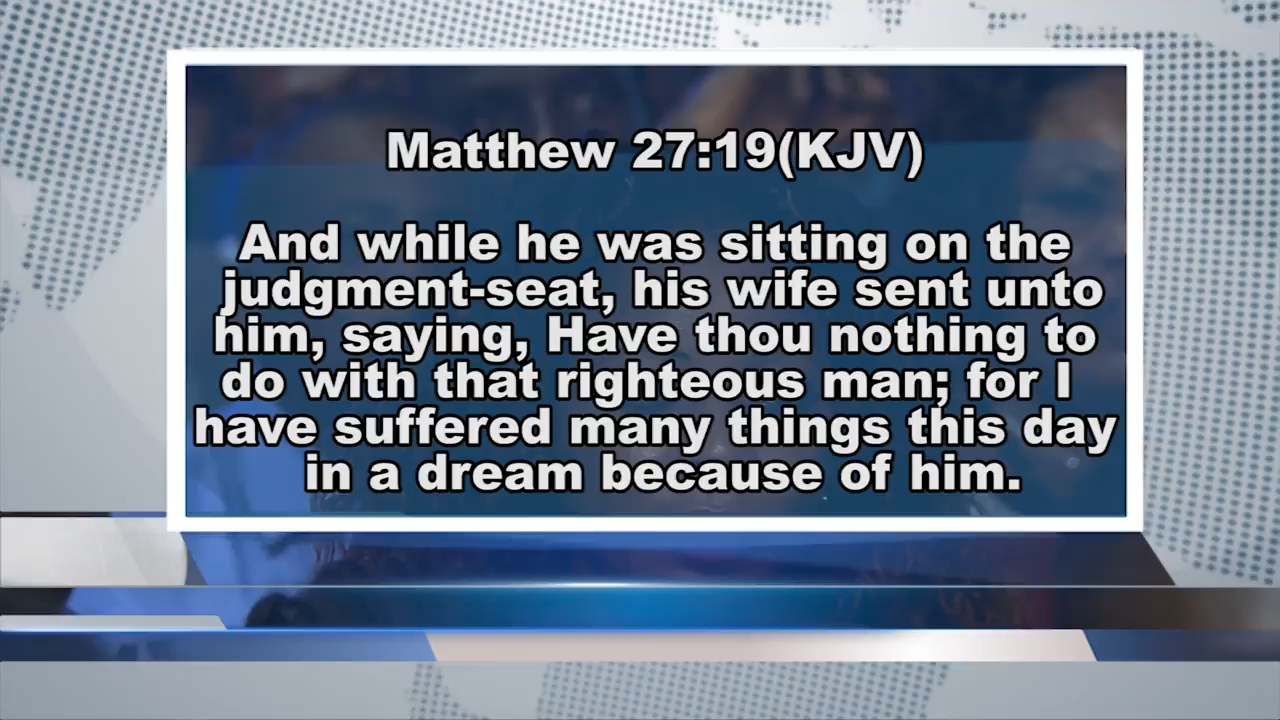 Matthew 27:19(KJV)
And while he was sitting on the
judgment-seat, his wife sent unto
him, saying, Have thou nothing to
do with that righteous man; for I
have suffered many things this day
in a dream because of him.